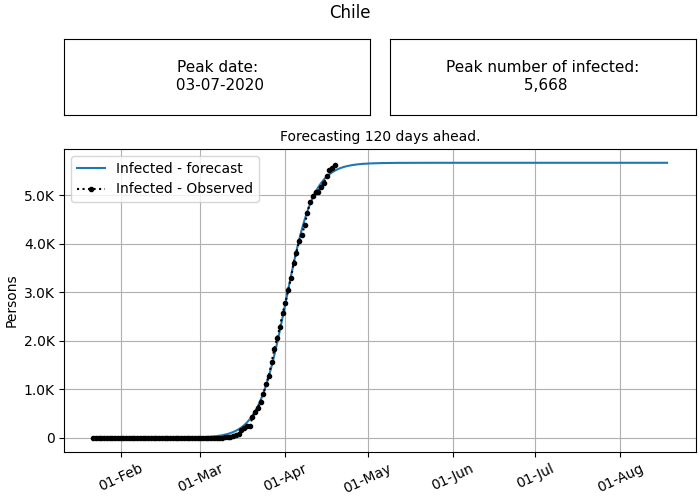 Chile
Peak date:
03-07-2020
Peak number of infected:
5,668
Forecasting 120 days ahead.
Infected - forecast
Infected - Observed
5.0K
4.0K
3.0K
2.0K
1.0K
0
Persons
01-Feb
01-Mar
01-Apr
01-May
01-Jun
01-Jul
01-Aug